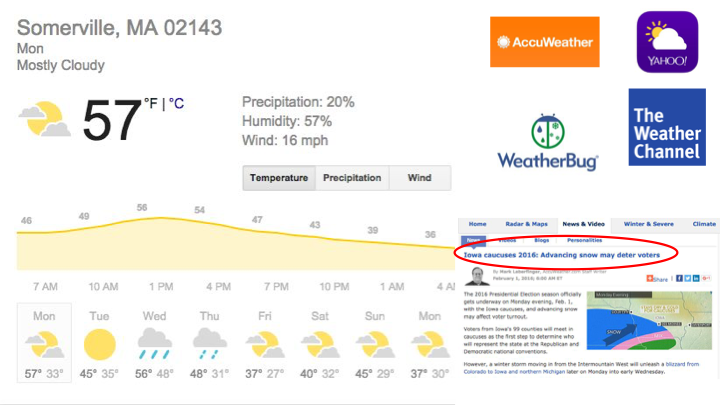 Somerville, MA 02143
Mon
Mostly Cloudy
57 °F | °C
Precipitation: 20%
Humidity: 57%
Wind: 16 mph
Temperature Precipitation Wind
46 49 56 54 47 43 39 36
7 AM 10 AM 1 PM 4 PM 7 PM 10 PM 1 AM 4 A
Mon Tue Wed Thu Fri Sat Sun Mon
57° 33° 45° 35° 56° 48° 48° 31° 37° 27° 40° 32° 45° 29° 37° 30°
AccuWeather
YAHOO!
WeatherBug
The
Weather
Channel
Home Radar & Maps News & Video Winter & Severe Climate
News Videos Blogs Personalities
Iowa caucuses 2016: Advancing snow may deter voters
By Mark Leberfinger, AccuWeather Staff Writer
February 1, 2016; 4:00 AM ET
Share
The 2016 Presidential Election season officially
gets underway on Monday evening, Feb. 1,
with the Iowa caucuses, and advancing snow
may affect voter turnout.
Voters from Iowa's 99 counties will meet in
caucuses as the first step to determine who
will represent the state at the Republican and
Democratic national conventions.
However, a winter storm moving in from the Intermountain West will unleash a blizzard from
Colorado to Iowa and northern Michigan later on Monday into early Wednesday.
Monday Evening
SNOW